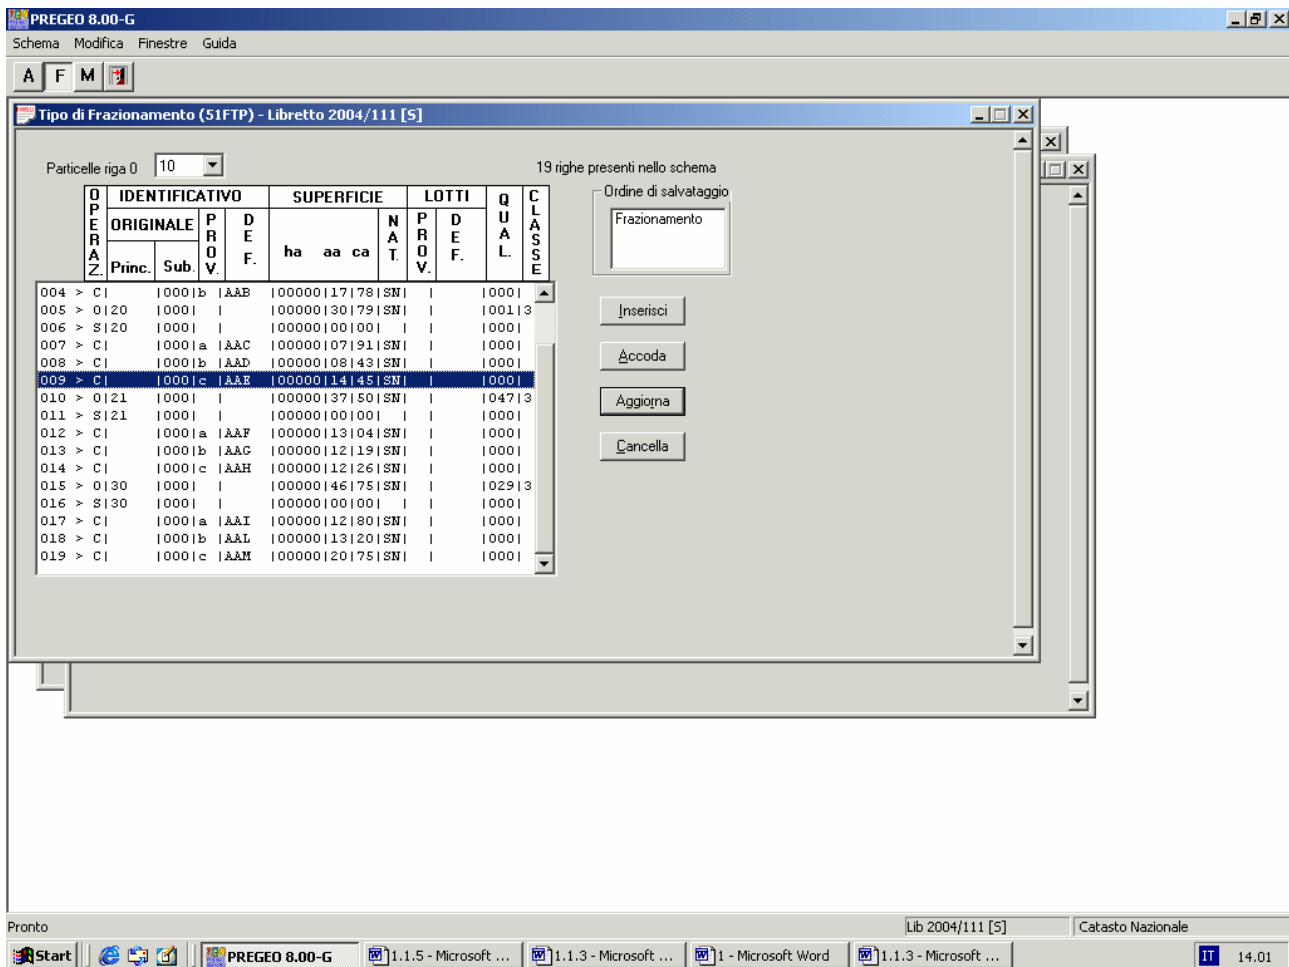 PREGEO 8.00-G
Schema Modifica Finestre Guida
A F M
Tipo di Frazionamento (51FTP) - Libretto 2004/111 [S]
Particelle riga 0 10
19 righe presenti nello schema
OPERAZ. IDENTIFICATIVO SUPERFICIE LOTTI QUAL. CLASSE
ORIGINALE PROV. DEF. ha aa ca NAT. PROV. DEF.
Princ. Sub.
004 > C| |000|b |AAB |00000|17|78|SN| | |000|
005 > O|20 |000| | |00000|30|79|SN| | |001|3
006 > S|20 |000| | |00000|00|00| | | |000|
007 > C| |000|a |AAC |00000|07|91|SN| | |000|
008 > C| |000|b |AAD |00000|08|43|SN| | |000|
009 > C| |000|c |AAE |00000|14|45|SN| | |000|
010 > O|21 |000| | |00000|37|50|SN| | |047|3
011 > S|21 |000| | |00000|00|00| | | |000|
012 > C| |000|a |AAF |00000|13|04|SN| | |000|
013 > C| |000|b |AAG |00000|12|19|SN| | |000|
014 > C| |000|c |AAH |00000|12|26|SN| | |000|
015 > O|30 |000| | |00000|46|75|SN| | |029|3
016 > S|30 |000| | |00000|00|00| | | |000|
017 > C| |000|a |AAI |00000|12|80|SN| | |000|
018 > C| |000|b |AAL |00000|13|20|SN| | |000|
019 > C| |000|c |AAM |00000|20|75|SN| | |000|
Ordine di salvataggio
Frazionamento
Inserisci
Accoda
Aggiorna
Cancella
Pronto
Lib 2004/111 [S]
Catasto Nazionale
Start
PREGEO 8.00-G
1.1.5 - Microsoft ...
1.1.3 - Microsoft ...
1 - Microsoft Word
1.1.3 - Microsoft ...
IT
14.01